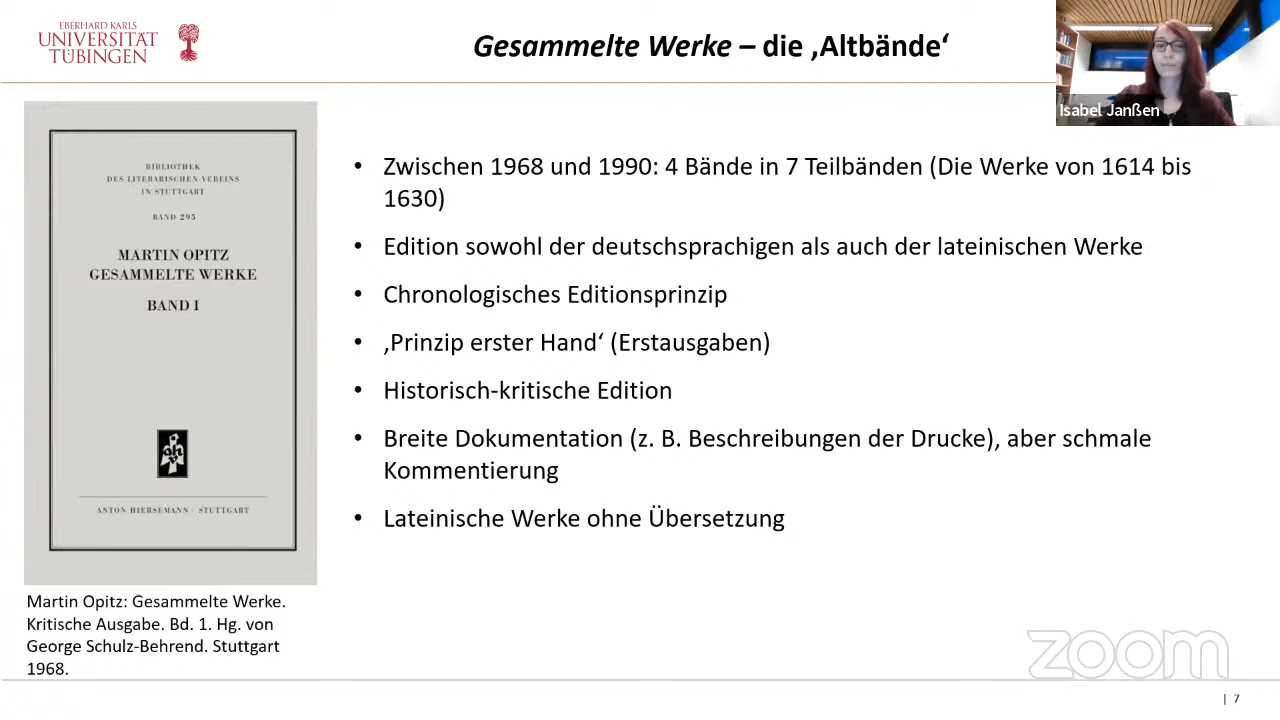 EBERHARD KARLS
UNIVERSITÄT
TÜBINGEN
Gesammelte Werke – die ‚Altbände‘
Isabel Janßen
BIBLIOTHEK
DES LITERARISCHEN VEREINS
IN STUTTGART
BAND 295
MARTIN OPITZ
GESAMMELTE WERKE
BAND I
ANTON HIERSEMANN · STUTTGART
Martin Opitz: Gesammelte Werke.
Kritische Ausgabe. Bd. 1. Hg. von
George Schulz-Behrend. Stuttgart
1968.
• Zwischen 1968 und 1990: 4 Bände in 7 Teilbänden (Die Werke von 1614 bis
1630)
• Edition sowohl der deutschsprachigen als auch der lateinischen Werke
• Chronologisches Editionsprinzip
• ‚Prinzip erster Hand‘ (Erstausgaben)
• Historisch-kritische Edition
• Breite Dokumentation (z. B. Beschreibungen der Drucke), aber schmale
Kommentierung
• Lateinische Werke ohne Übersetzung
zoom
| 7